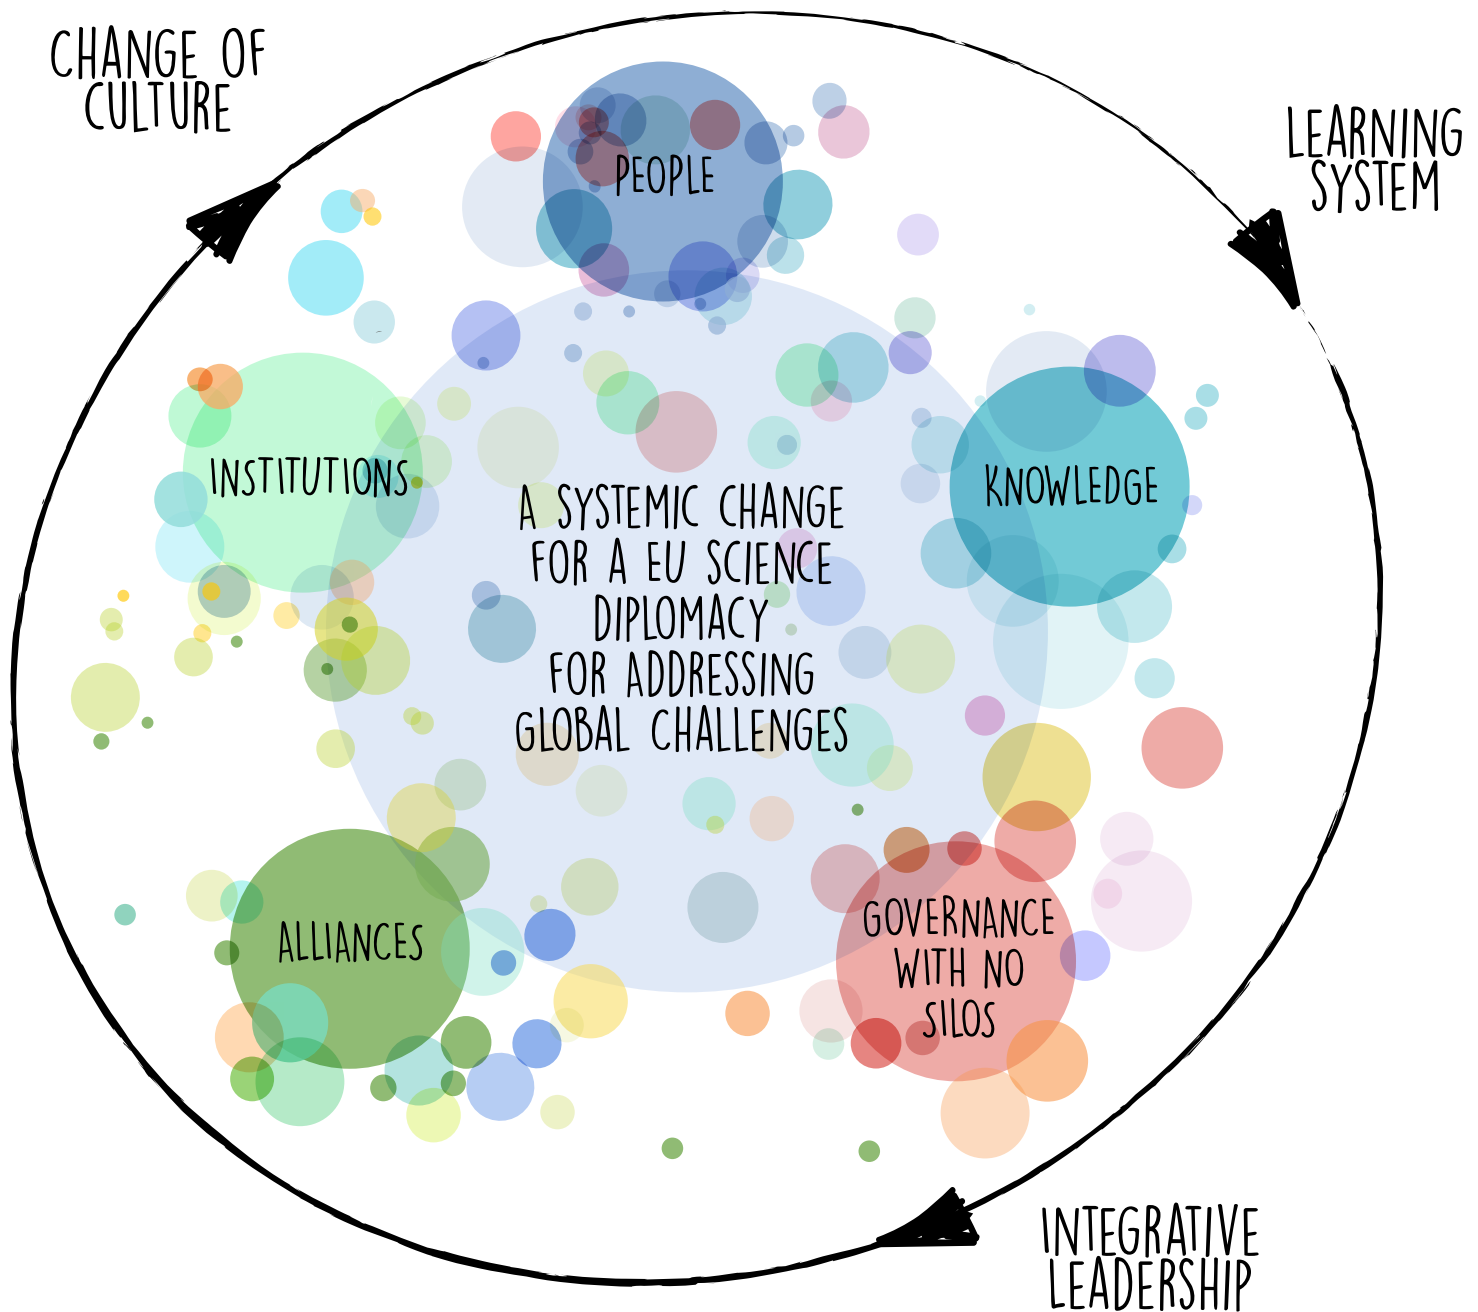 CHANGE OF
CULTURE
LEARNING
SYSTEM
PEOPLE
INSTITUTIONS
KNOWLEDGE
A SYSTEMIC CHANGE
FOR A EU SCIENCE
DIPLOMACY
FOR ADDRESSING
GLOBAL CHALLENGES
ALLIANCES
GOVERNANCE
WITH NO
SILOS
INTEGRATIVE
LEADERSHIP